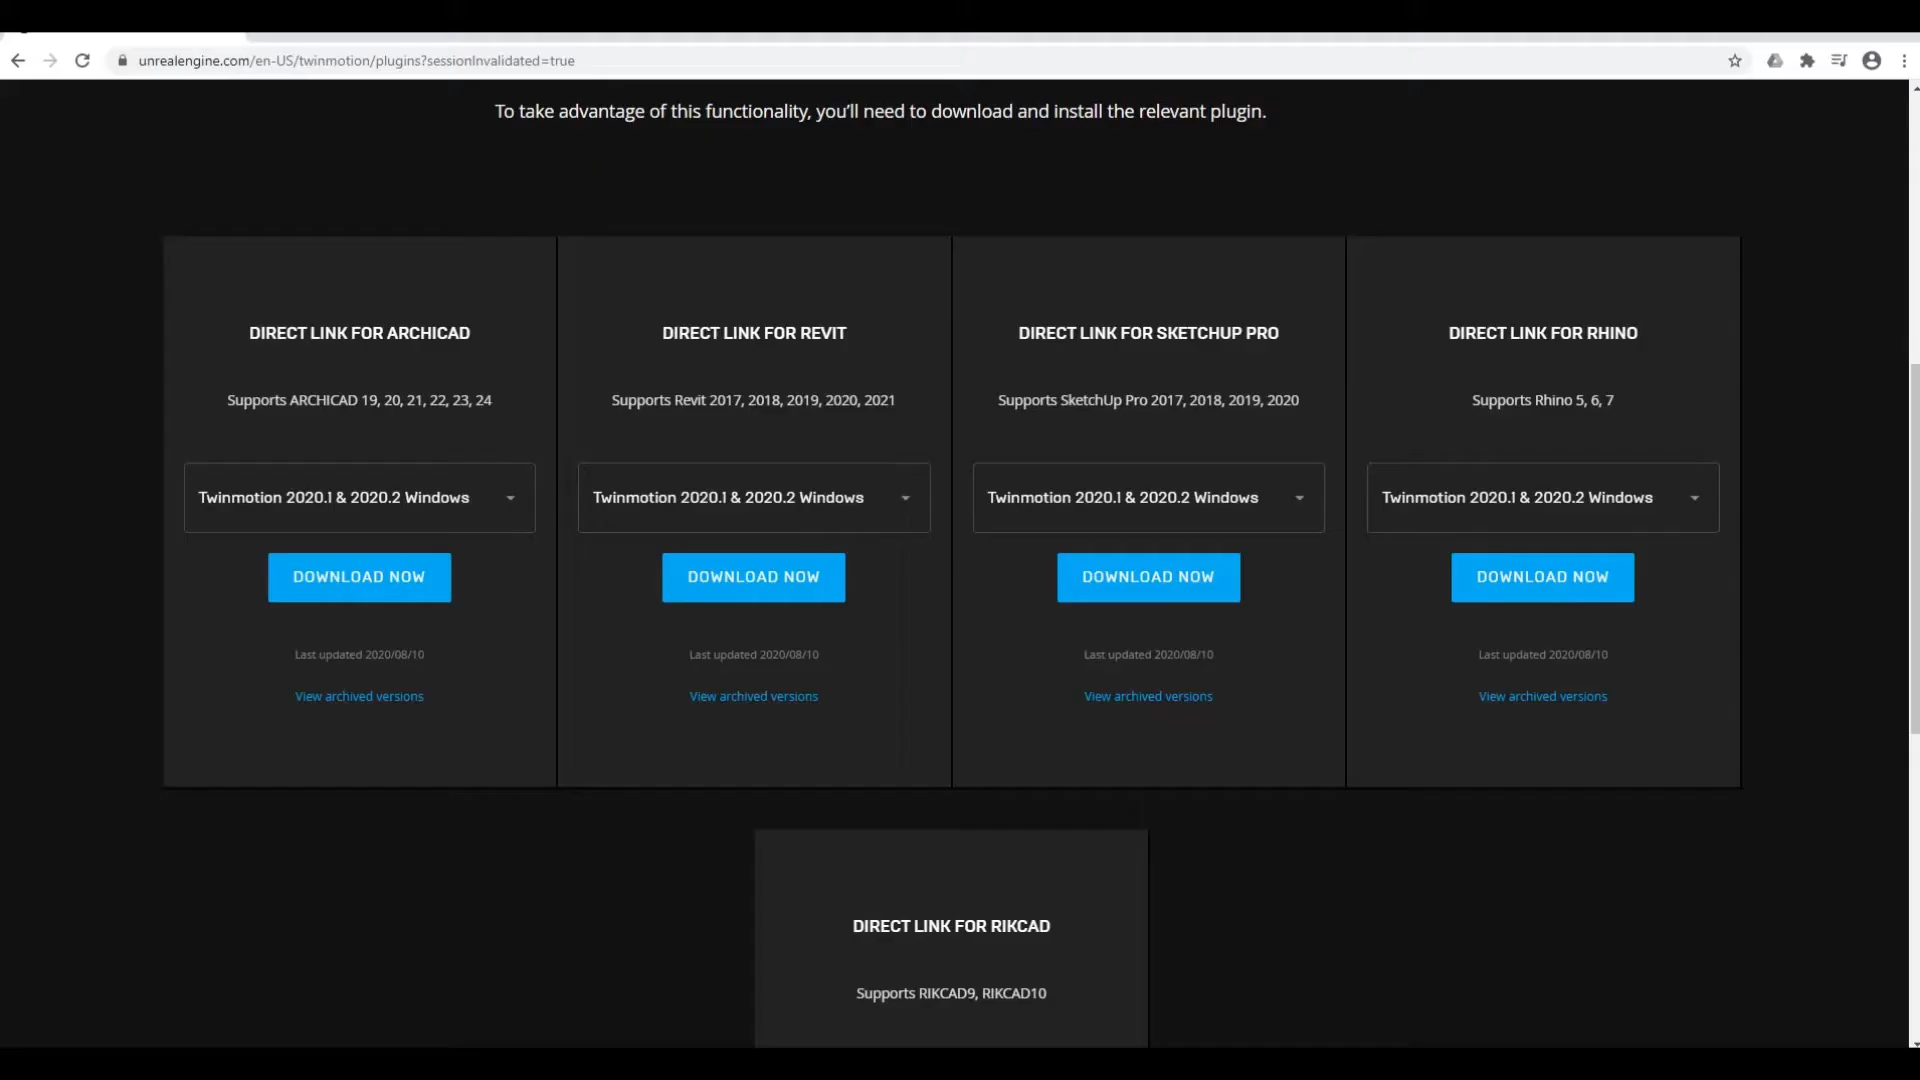 unrealengine.com/en-US/twinmotion/plugins?sessionInvalidated=true
To take advantage of this functionality, you'll need to download and install the relevant plugin.
DIRECT LINK FOR ARCHICAD
Supports ARCHICAD 19, 20, 21, 22, 23, 24
Twinmotion 2020.1 & 2020.2 Windows
DOWNLOAD NOW
Last updated 2020/08/10
View archived versions
DIRECT LINK FOR REVIT
Supports Revit 2017, 2018, 2019, 2020, 2021
Twinmotion 2020.1 & 2020.2 Windows
DOWNLOAD NOW
Last updated 2020/08/10
View archived versions
DIRECT LINK FOR SKETCHUP PRO
Supports SketchUp Pro 2017, 2018, 2019, 2020
Twinmotion 2020.1 & 2020.2 Windows
DOWNLOAD NOW
Last updated 2020/08/10
View archived versions
DIRECT LINK FOR RHINO
Supports Rhino 5, 6, 7
Twinmotion 2020.1 & 2020.2 Windows
DOWNLOAD NOW
Last updated 2020/08/10
View archived versions
DIRECT LINK FOR RIKCAD
Supports RIKCAD9, RIKCAD10